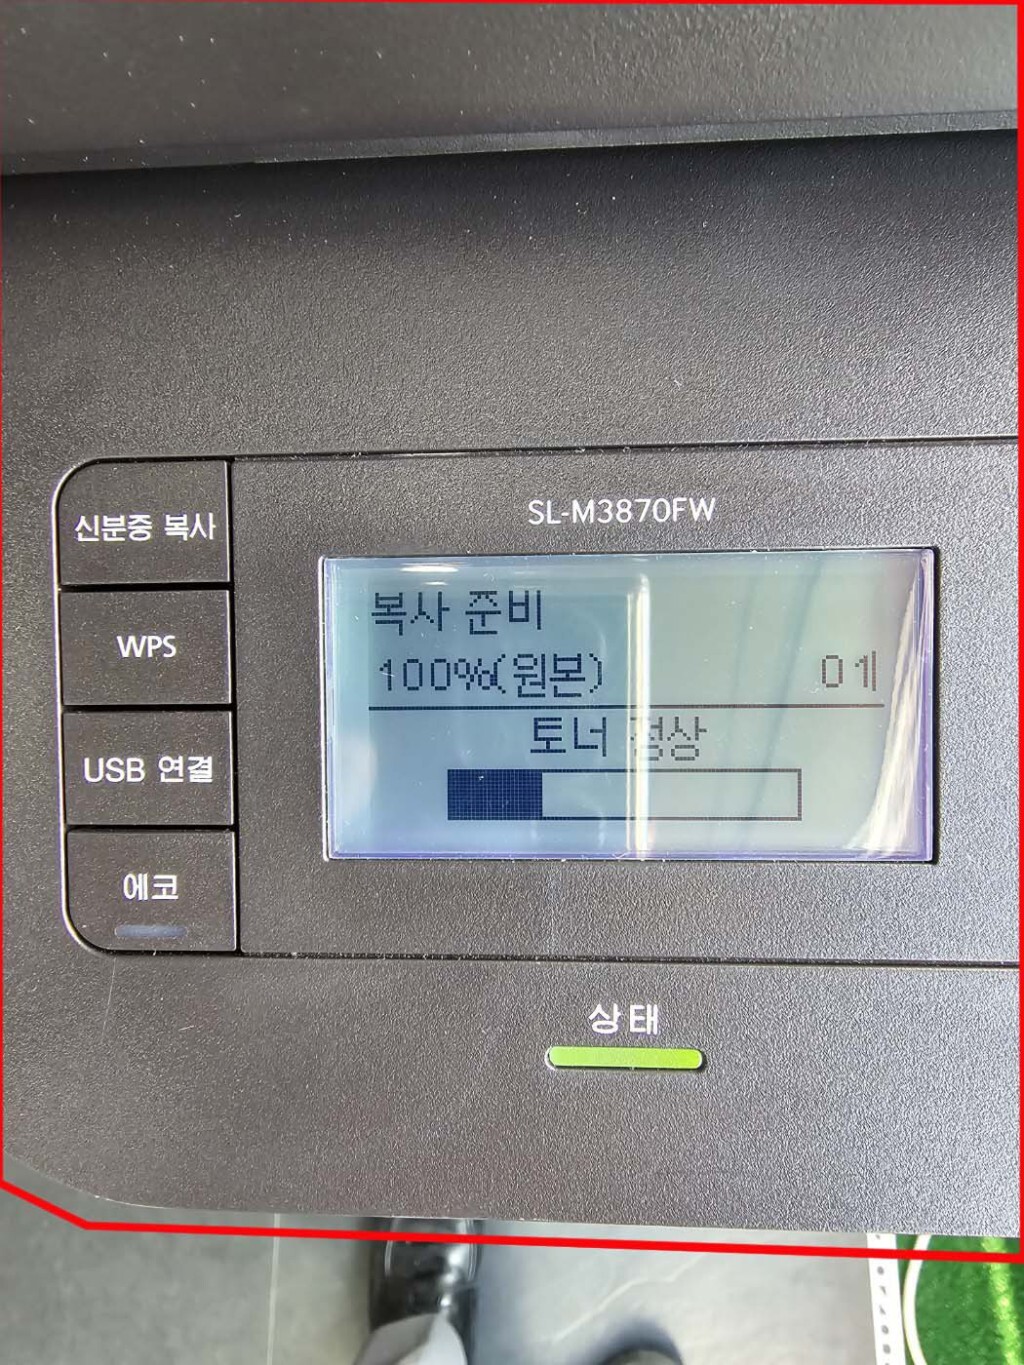 SL-M3870FW
신분증 복사
WPS
USB 연결
에코
복사 준비
100%(원본)
토너 정상
상태